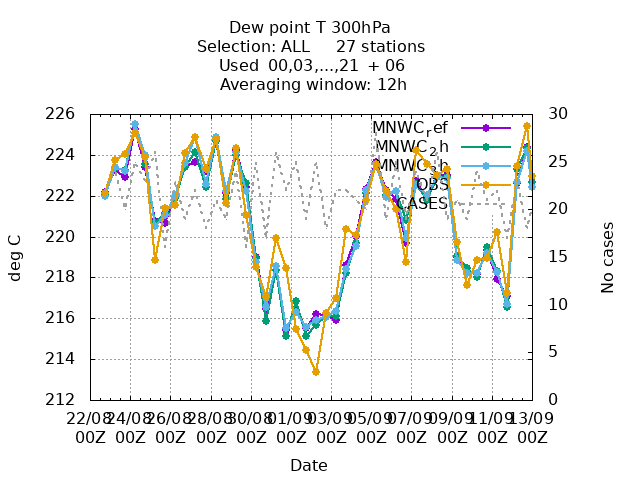 Dew point T 300hPa
Selection: ALL 27 stations
Used 00,03,...,21 + 06
Averaging window: 12h
226
224
222
220
218
216
214
212
deg C
30
25
20
15
10
5
0
No cases
MNWCref
MNWC2h
MNWC3h
OBS
CASES
22/08 24/08 26/08 28/08 30/08 01/09 03/09 05/09 07/09 09/09 11/09 13/09
00Z 00Z 00Z 00Z 00Z 00Z 00Z 00Z 00Z 00Z 00Z 00Z
Date